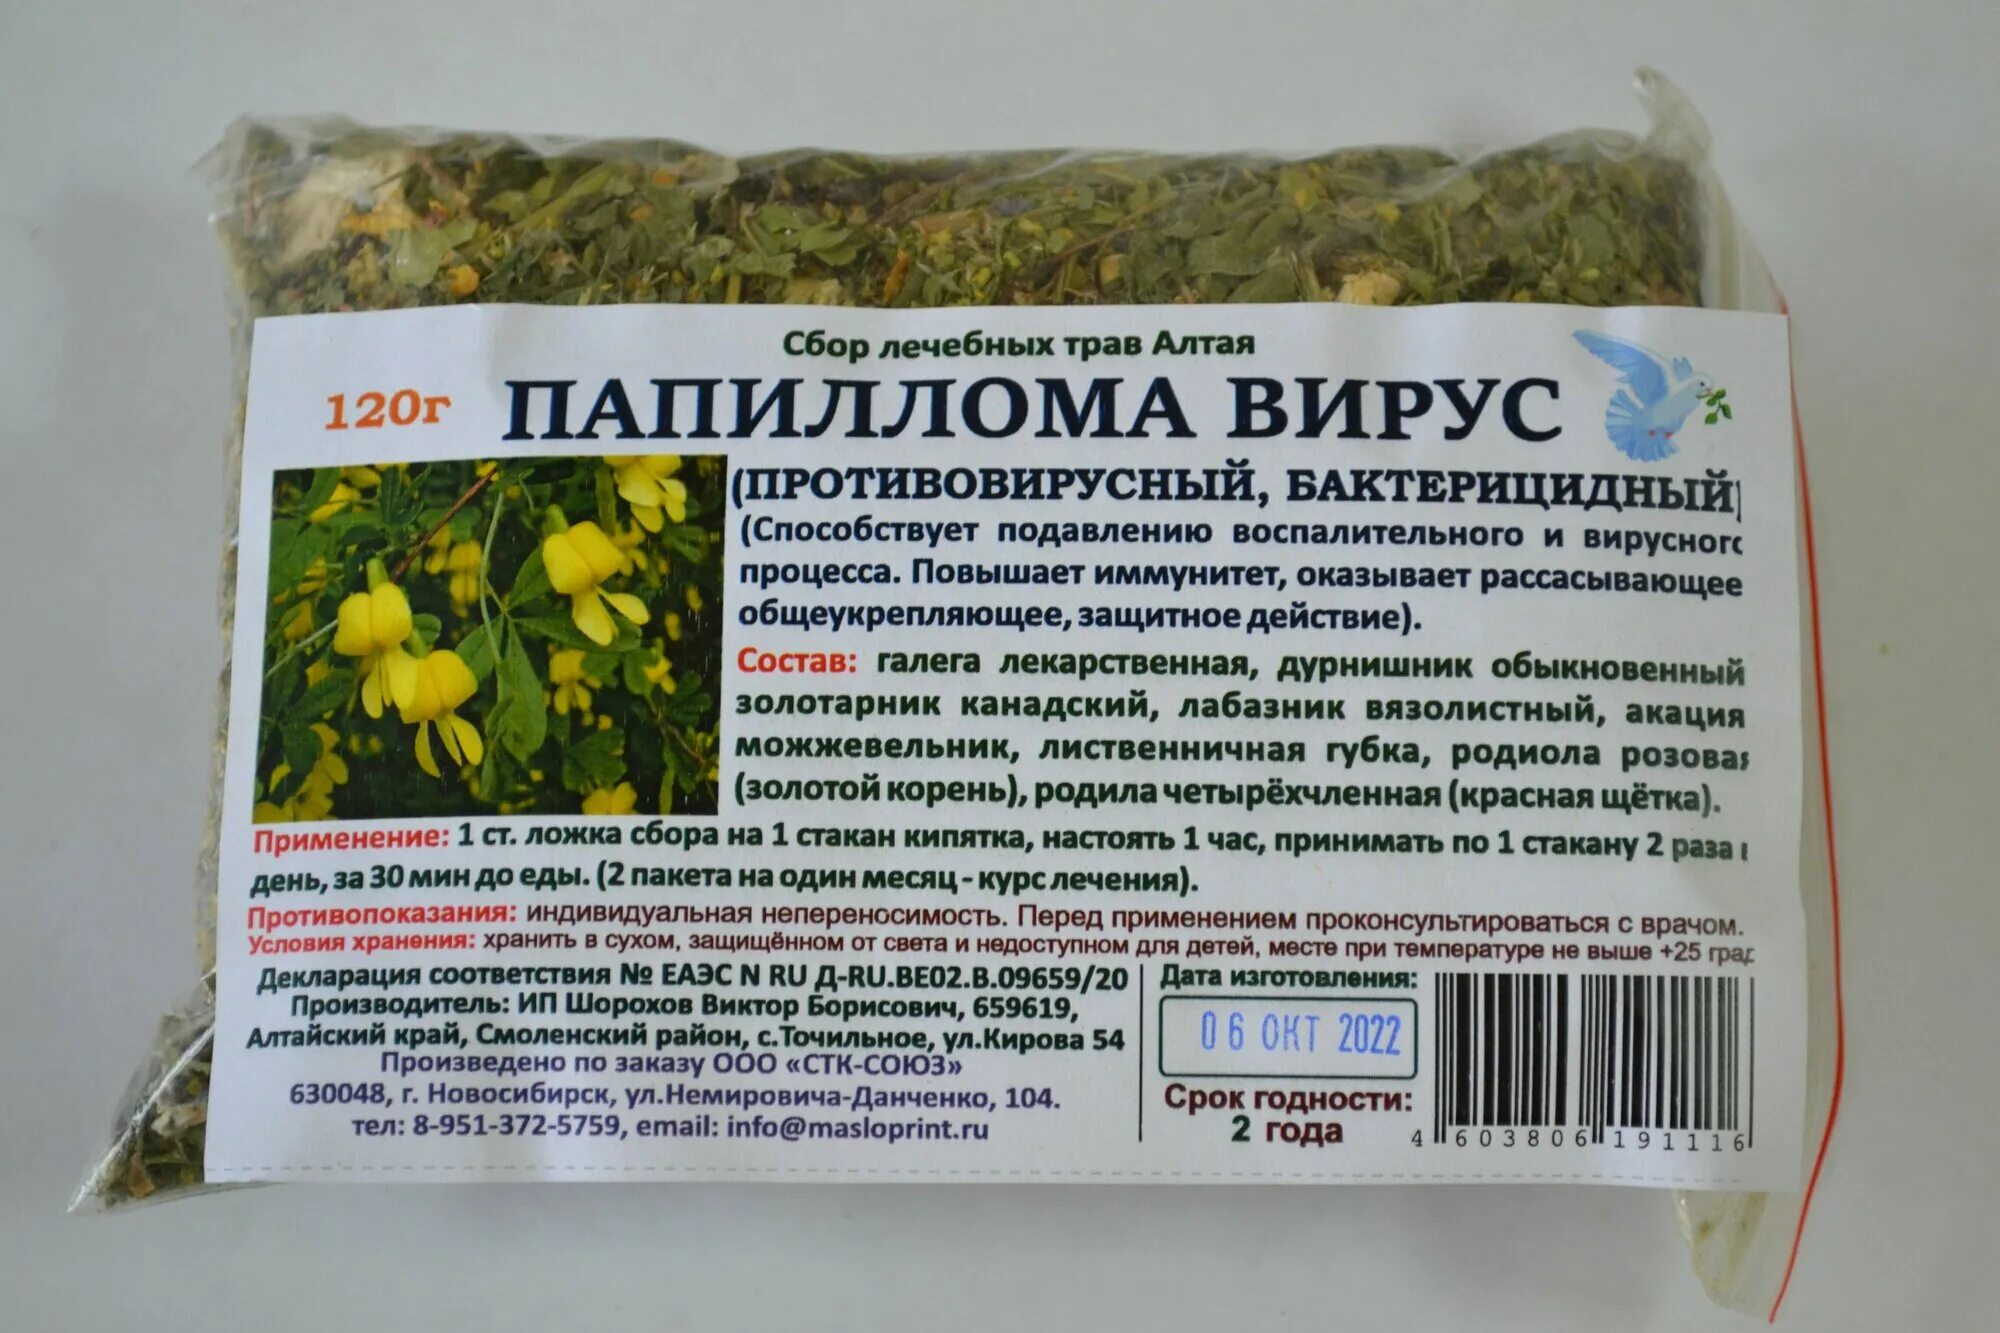 Сбор лечебных трав Алтая
120г
ПАПИЛЛОМА ВИРУС
(ПРОТИВОВИРУСНЫЙ, БАКТЕРИЦИДНЫЙ)
(Способствует подавлению воспалительного и вирусного
процесса. Повышает иммунитет, оказывает рассасывающее
общеукрепляющее, защитное действие).
Состав: галега лекарственная, дурнишник обыкновенный
золотарник канадский, лабазник вязолистный, акация
можжевельник, лиственничная губка, родиола розовая
(золотой корень), родила четырёхчленная (красная щётка).
Применение: 1 ст. ложка сбора на 1 стакан кипятка, настоять 1 час, принимать по 1 стакану 2 раза в
день, за 30 мин до еды. (2 пакета на один месяц - курс лечения).
Противопоказания: индивидуальная непереносимость. Перед применением проконсультироваться с врачом.
Условия хранения: хранить в сухом, защищённом от света и недоступном для детей, месте при температуре не выше +25 град
Декларация соответствия № ЕАЭС N RU Д-RU.ВЕ02.В.09659/20
Производитель: ИП Шорохов Виктор Борисович, 659619,
Алтайский край, Смоленский район, с.Точильное, ул.Кирова 54
Произведено по заказу ООО «СТК-СОЮЗ»
630048, г. Новосибирск, ул.Немировича-Данченко, 104.
тел: 8-951-372-5759, email: info@masloprint.ru
Дата изготовления:
06 ОКТ 2022
Срок годности:
2 года
4 603806 191116